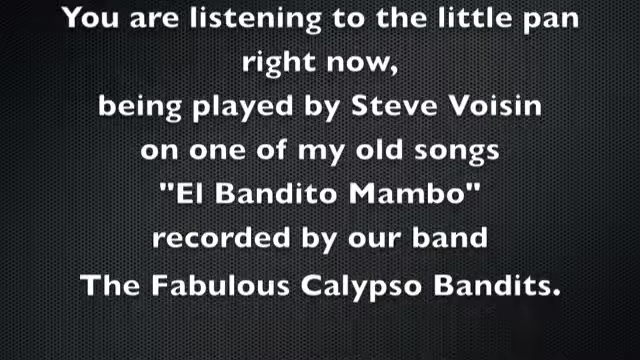 You are listening to the little pan
right now,
being played by Steve Voisin
on one of my old songs
"El Bandito Mambo"
recorded by our band
The Fabulous Calypso Bandits.